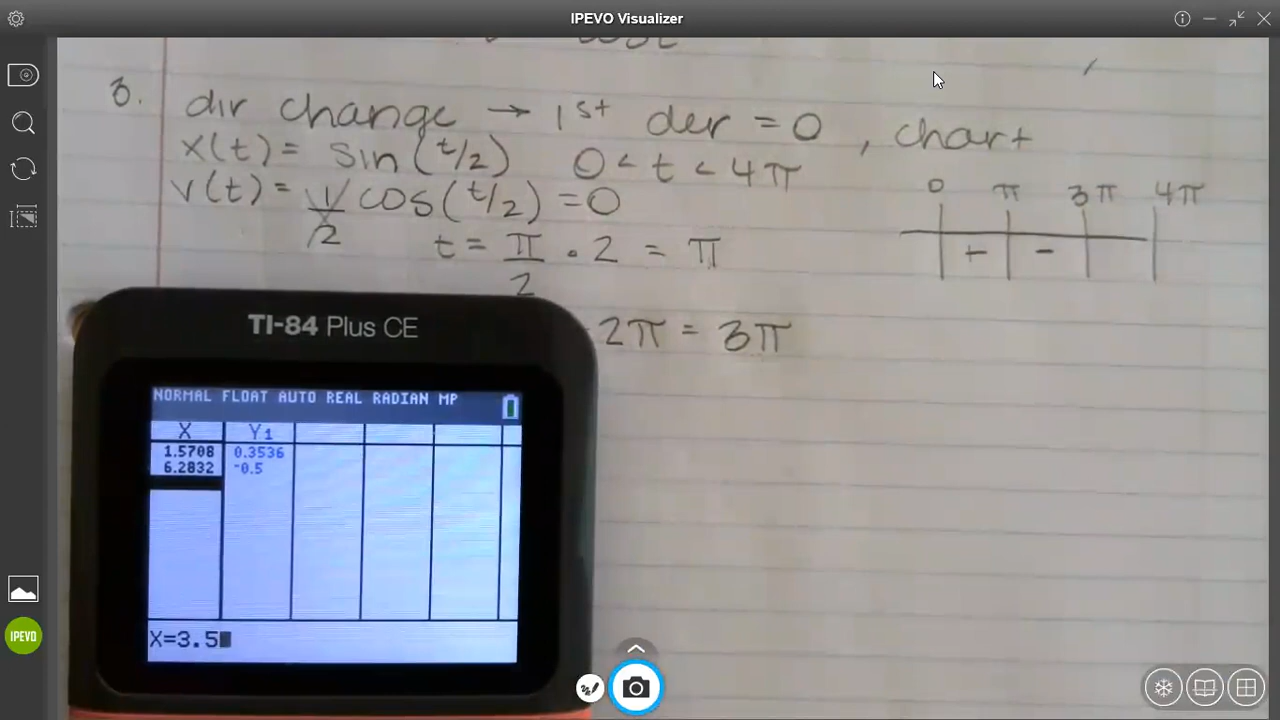 IPEVO Visualizer
cost
3. dir change → 1st der = 0, chart
x(t) = sin(t/2) 0 < t < 4π
v(t) = 1/2 cos(t/2) = 0
0 π 3π 4π
+ -
t = π/2 · 2 = π
2π = 3π
TI-84 Plus CE
NORMAL FLOAT AUTO REAL RADIAN MP
X Y1
1.5708 0.3536
6.2832 -0.5
X=3.5
IPEVO